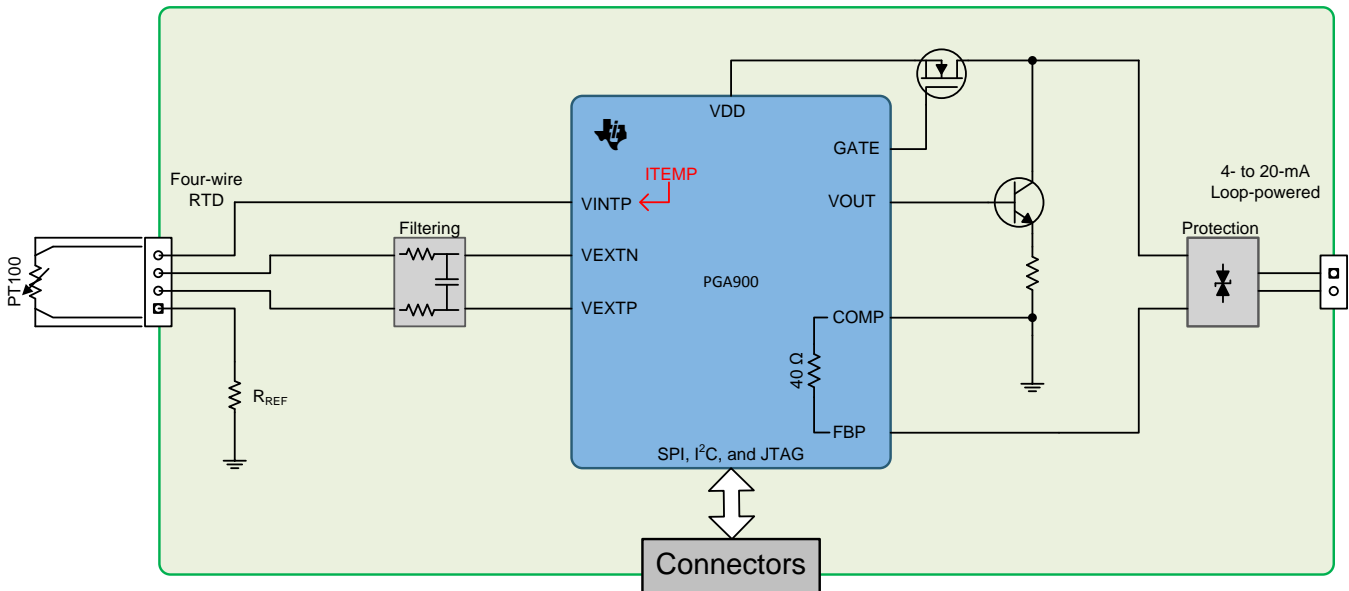 VDD
GATE
Four-wire
RTD
ITEMP
4- to 20-mA
Loop-powered
VINTP
VOUT
Filtering
Protection
VEXTN
PT100
PGA900
VEXTP
COMP
40 Ω
R_REF
FBP
SPI, I²C, and JTAG
Connectors